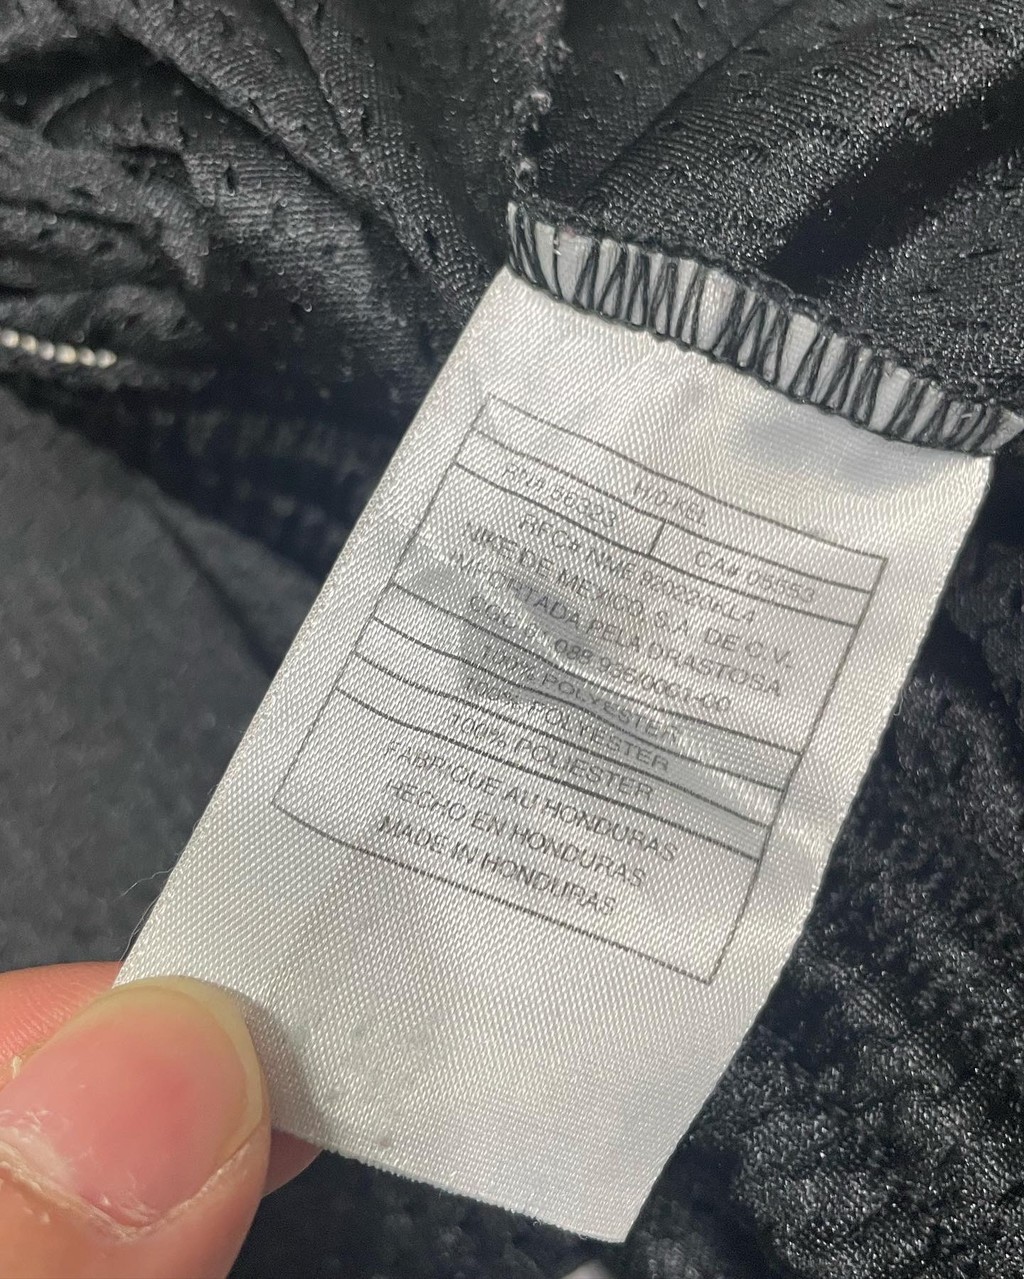 RN# 56323 CA# 05553
RFC# NME 960220KL4
NIKE DE MEXICO, S.A. DE C.V.
IMPORTADA PELA DRASTOSA
100% POLYESTER
100% POLYESTER
100% POLIESTER
FABRIQUE AU HONDURAS
HECHO EN HONDURAS
MADE IN HONDURAS